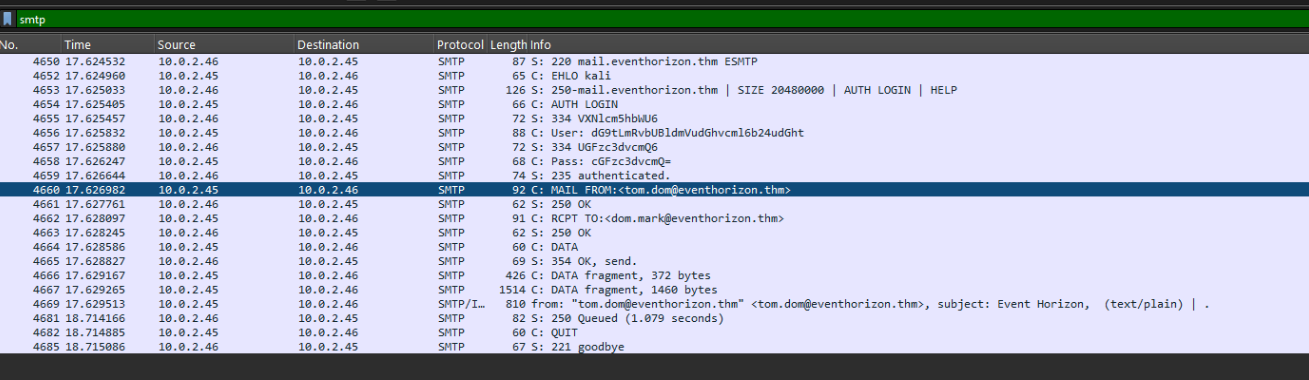 smtp
No. Time Source Destination Protocol Length Info
4650 17.624532 10.0.2.46 10.0.2.45 SMTP 87 S: 220 mail.eventhorizon.thm ESMTP
4652 17.624960 10.0.2.45 10.0.2.46 SMTP 65 C: EHLO kali
4653 17.625033 10.0.2.46 10.0.2.45 SMTP 126 S: 250-mail.eventhorizon.thm | SIZE 20480000 | AUTH LOGIN | HELP
4654 17.625405 10.0.2.45 10.0.2.46 SMTP 66 C: AUTH LOGIN
4655 17.625457 10.0.2.46 10.0.2.45 SMTP 72 S: 334 VXNlcm5hbWU6
4656 17.625832 10.0.2.45 10.0.2.46 SMTP 88 C: User: dG9tLmRvbUBldmVudGhvcml6b24udGht
4657 17.625880 10.0.2.46 10.0.2.45 SMTP 72 S: 334 UGFzc3dvcmQ6
4658 17.626247 10.0.2.45 10.0.2.46 SMTP 68 C: Pass: cGFzc3dvcmQ=
4659 17.626644 10.0.2.46 10.0.2.45 SMTP 74 S: 235 authenticated.
4660 17.626982 10.0.2.45 10.0.2.46 SMTP 92 C: MAIL FROM:<tom.dom@eventhorizon.thm>
4661 17.627761 10.0.2.46 10.0.2.45 SMTP 62 S: 250 OK
4662 17.628097 10.0.2.45 10.0.2.46 SMTP 91 C: RCPT TO:<dom.mark@eventhorizon.thm>
4663 17.628245 10.0.2.46 10.0.2.45 SMTP 62 S: 250 OK
4664 17.628586 10.0.2.45 10.0.2.46 SMTP 60 C: DATA
4665 17.628827 10.0.2.46 10.0.2.45 SMTP 69 S: 354 OK, send.
4666 17.629167 10.0.2.45 10.0.2.46 SMTP 426 C: DATA fragment, 372 bytes
4667 17.629265 10.0.2.45 10.0.2.46 SMTP 1514 C: DATA fragment, 1460 bytes
4669 17.629513 10.0.2.45 10.0.2.46 SMTP/I… 810 from: "tom.dom@eventhorizon.thm" <tom.dom@eventhorizon.thm>, subject: Event Horizon, (text/plain) | .
4681 18.714166 10.0.2.46 10.0.2.45 SMTP 82 S: 250 Queued (1.079 seconds)
4682 18.714885 10.0.2.45 10.0.2.46 SMTP 60 C: QUIT
4685 18.715086 10.0.2.46 10.0.2.45 SMTP 67 S: 221 goodbye